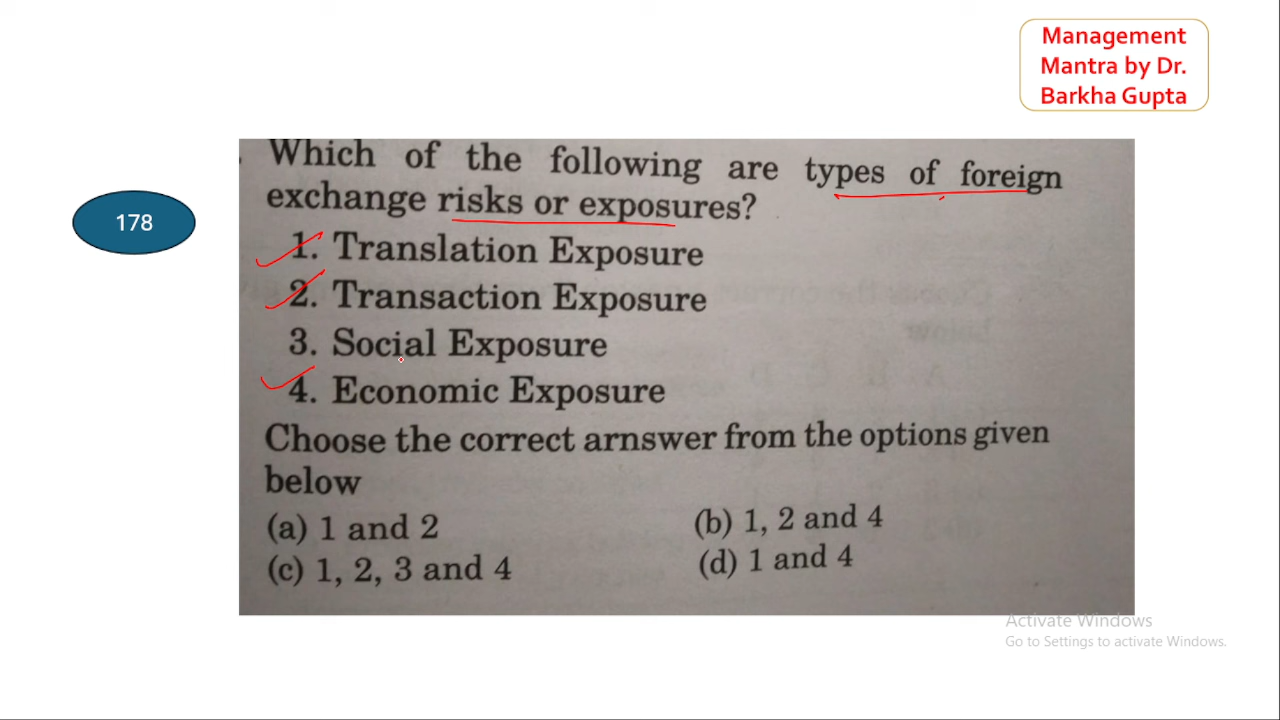 Management
Mantra by Dr.
Barkha Gupta
178
Which of the following are types of foreign
exchange risks or exposures?
1. Translation Exposure
2. Transaction Exposure
3. Social Exposure
4. Economic Exposure
Choose the correct arnswer from the options given
below
(a) 1 and 2
(b) 1, 2 and 4
(c) 1, 2, 3 and 4
(d) 1 and 4
Activate Windows
Go to Settings to activate Windows.